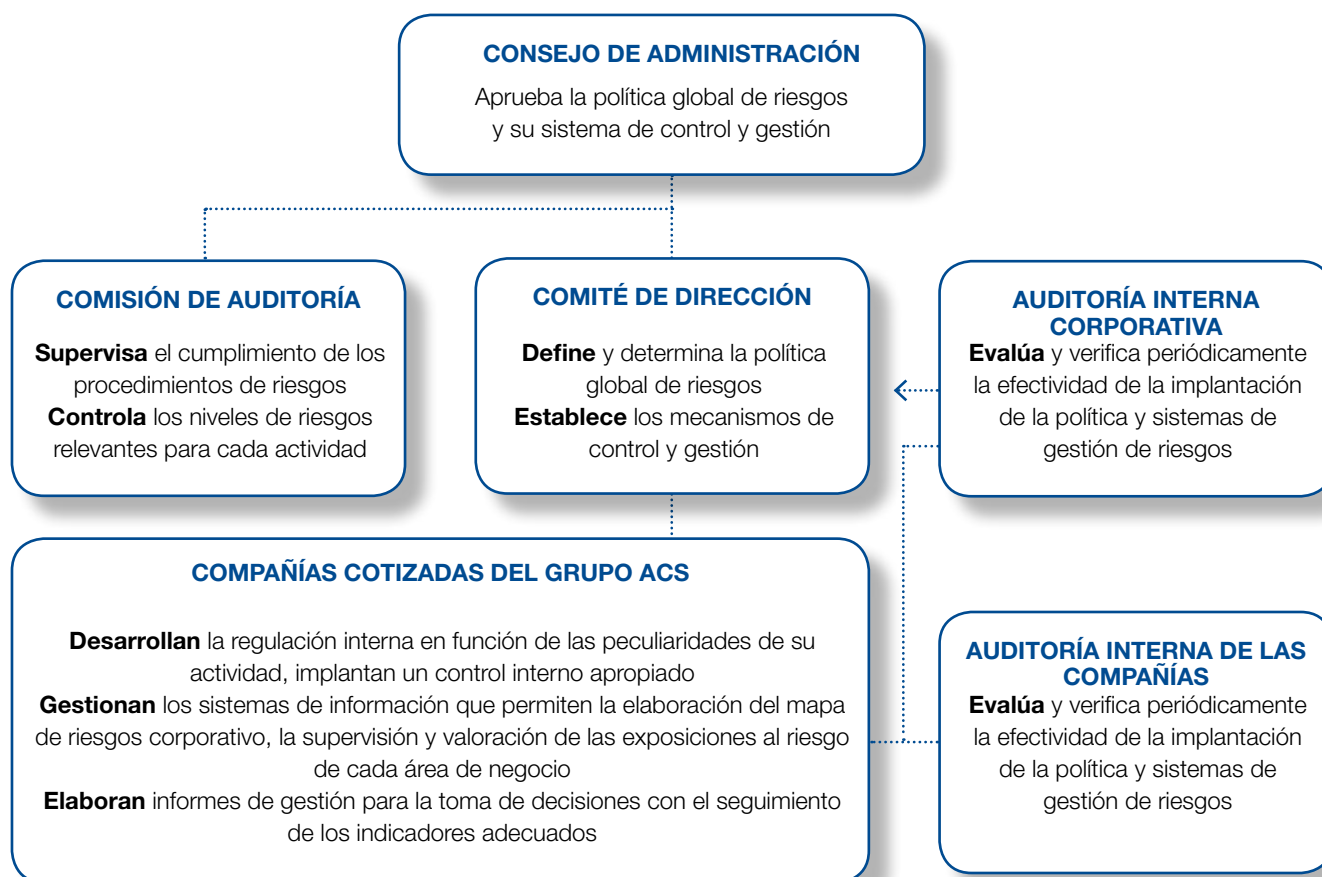 CONSEJO DE ADMINISTRACIÓN
Aprueba la política global de riesgos
y su sistema de control y gestión
COMISIÓN DE AUDITORÍA
Supervisa el cumplimiento de los
procedimientos de riesgos
Controla los niveles de riesgos
relevantes para cada actividad
COMITÉ DE DIRECCIÓN
Define y determina la política
global de riesgos
Establece los mecanismos de
control y gestión
AUDITORÍA INTERNA
CORPORATIVA
Evalúa y verifica periódicamente
la efectividad de la implantación
de la política y sistemas de
gestión de riesgos
COMPAÑÍAS COTIZADAS DEL GRUPO ACS
Desarrollan la regulación interna en función de las peculiaridades de su
actividad, implantan un control interno apropiado
Gestionan los sistemas de información que permiten la elaboración del mapa
de riesgos corporativo, la supervisión y valoración de las exposiciones al riesgo
de cada área de negocio
Elaboran informes de gestión para la toma de decisiones con el seguimiento
de los indicadores adecuados
AUDITORÍA INTERNA DE LAS
COMPAÑÍAS
Evalúa y verifica periódicamente
la efectividad de la implantación
de la política y sistemas de
gestión de riesgos